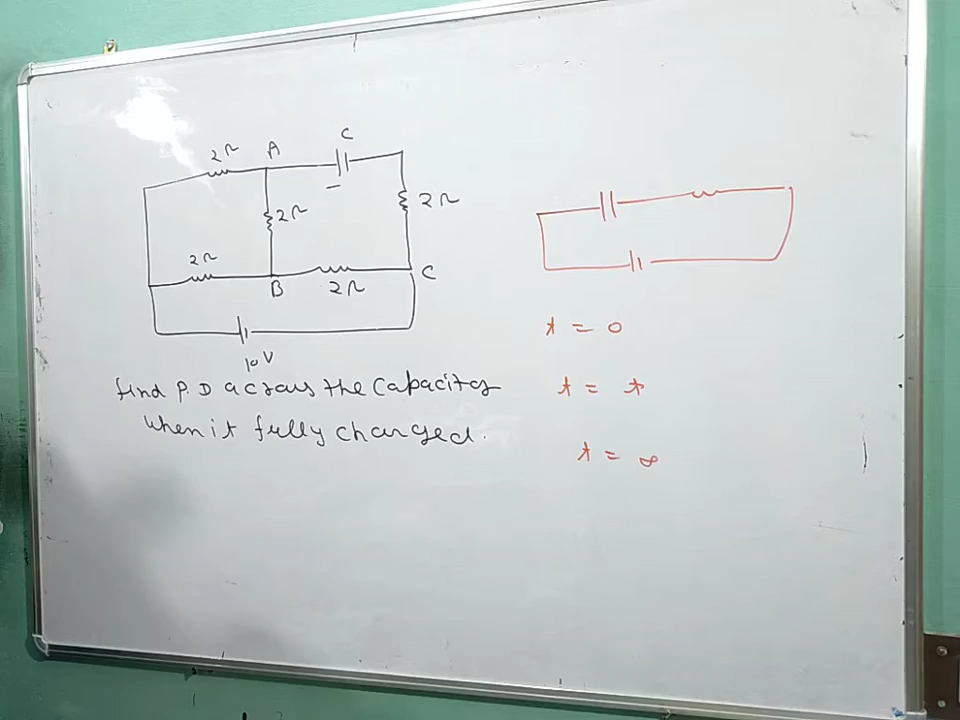 2Ω A C
2Ω 2Ω
2Ω
B 2Ω C
10V
find P.D across the capacitor
when it fully charged.
t = 0
t = t
t = ∞